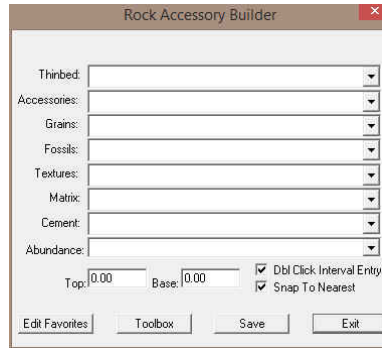 Rock Accessory Builder
Thinbed:
Accessories:
Grains:
Fossils:
Textures:
Matrix:
Cement:
Abundance:
Top: 0.00 Base: 0.00 Dbl Click Interval Entry
Snap To Nearest
Edit Favorites Toolbox Save Exit